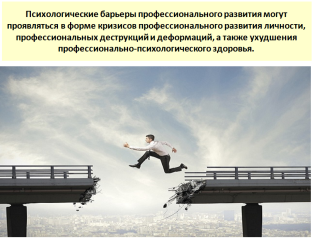 Психологические барьеры профессионального развития могут
проявляться в форме кризисов профессионального развития личности,
профессиональных деструкций и деформаций, а также ухудшения
профессионально-психологического здоровья.